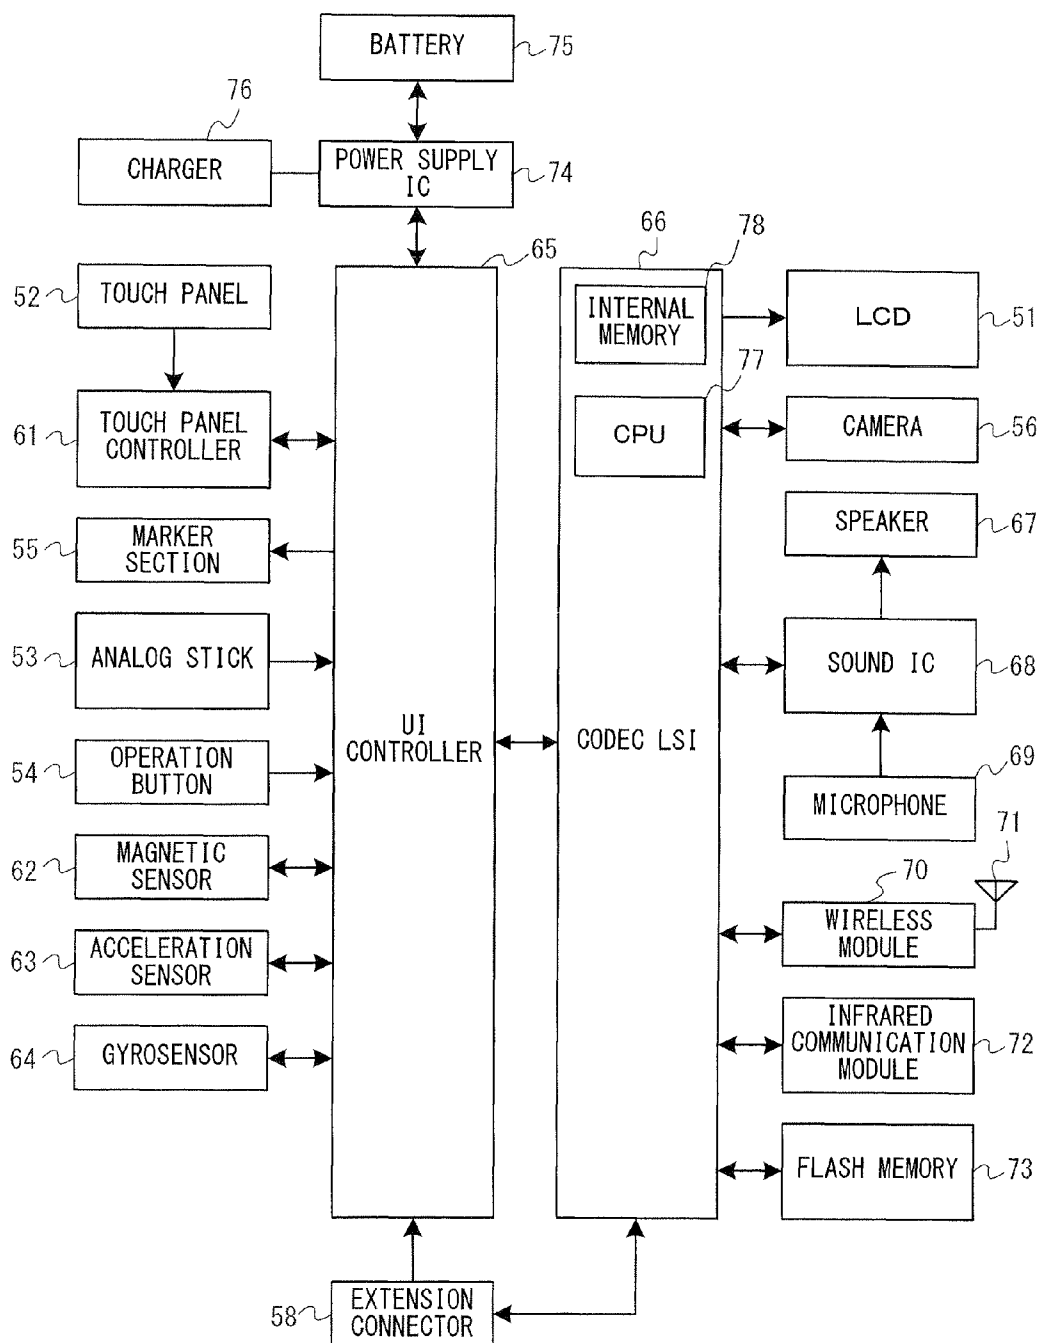 BATTERY
75
76
CHARGER
POWER SUPPLY
IC
74
65
66
78
52
TOUCH PANEL
INTERNAL
MEMORY
LCD
51
77
61
TOUCH PANEL
CONTROLLER
CPU
CAMERA
56
SPEAKER
67
55
MARKER
SECTION
53
ANALOG STICK
SOUND IC
68
UI
CONTROLLER
CODEC LSI
54
OPERATION
BUTTON
69
MICROPHONE
71
62
MAGNETIC
SENSOR
70
WIRELESS
MODULE
63
ACCELERATION
SENSOR
64
GYROSENSOR
INFRARED
COMMUNICATION
MODULE
72
FLASH MEMORY
73
58
EXTENSION
CONNECTOR